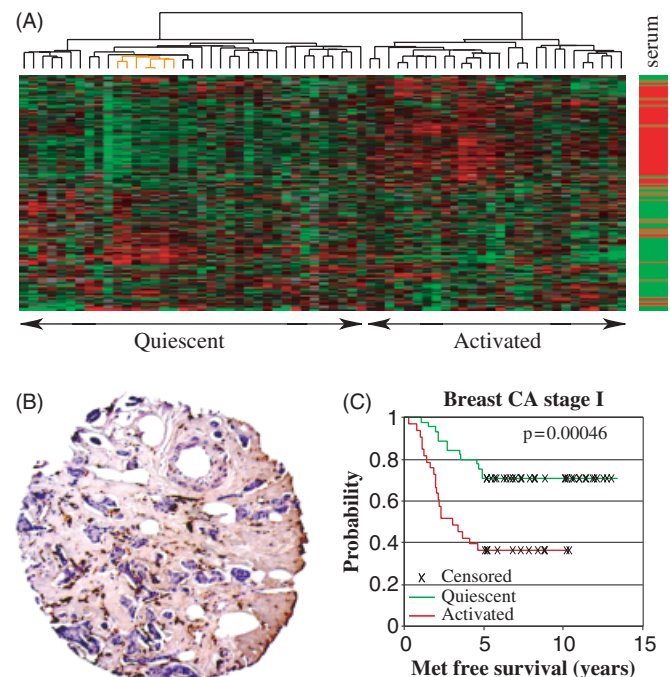 (A)
serum
Quiescent Activated
(B)
(C) Breast CA stage I
p=0.00046
Probability
1
0.8
0.6
0.4
0.2
0
× Censored
Quiescent
Activated
0 5 10 15
Met free survival (years)